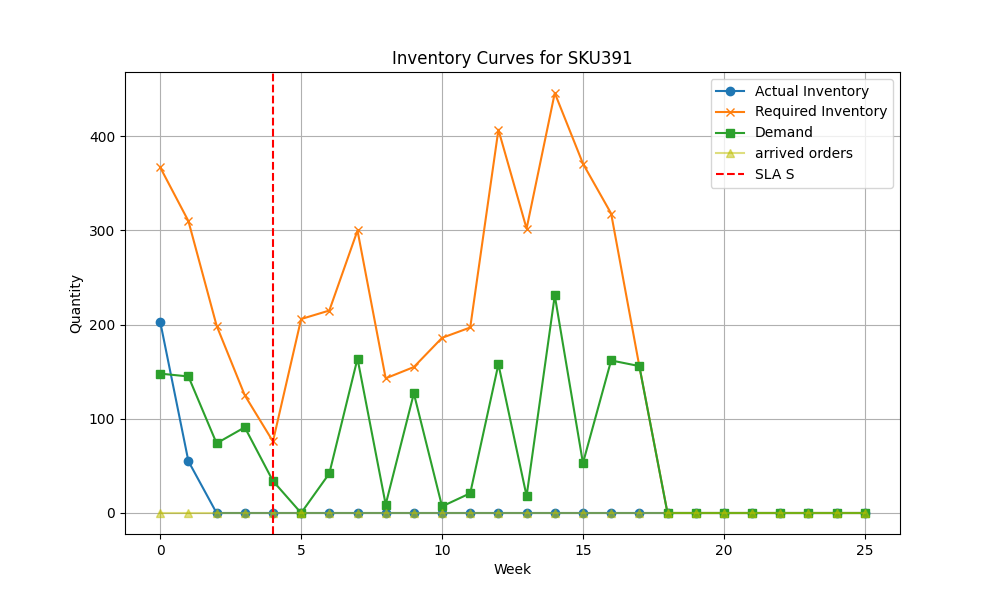 Inventory Curves for SKU391
Actual Inventory
Required Inventory
Demand
arrived orders
SLA S
Quantity
400
300
200
100
0
0 5 10 15 20 25
Week